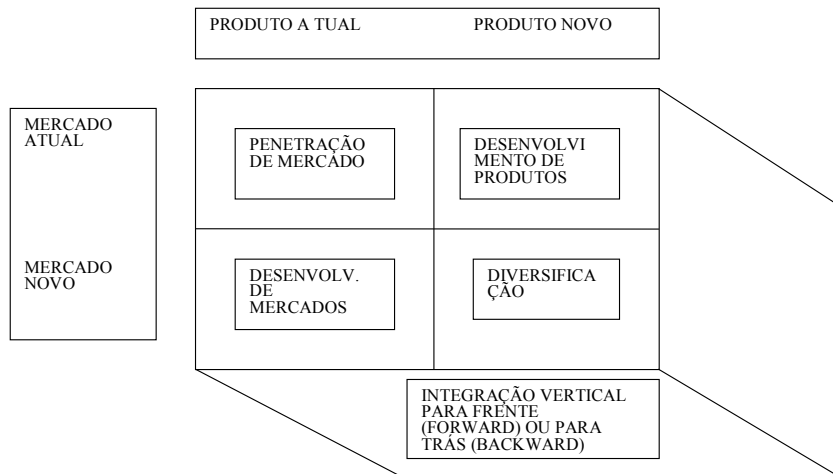 PRODUTO A TUAL PRODUTO NOVO
MERCADO
ATUAL
PENETRAÇÃO
DE MERCADO
DESENVOLVI
MENTO DE
PRODUTOS
MERCADO
NOVO
DESENVOLV.
DE
MERCADOS
DIVERSIFICA
ÇÃO
INTEGRAÇÃO VERTICAL
PARA FRENTE
(FORWARD) OU PARA
TRÁS (BACKWARD)